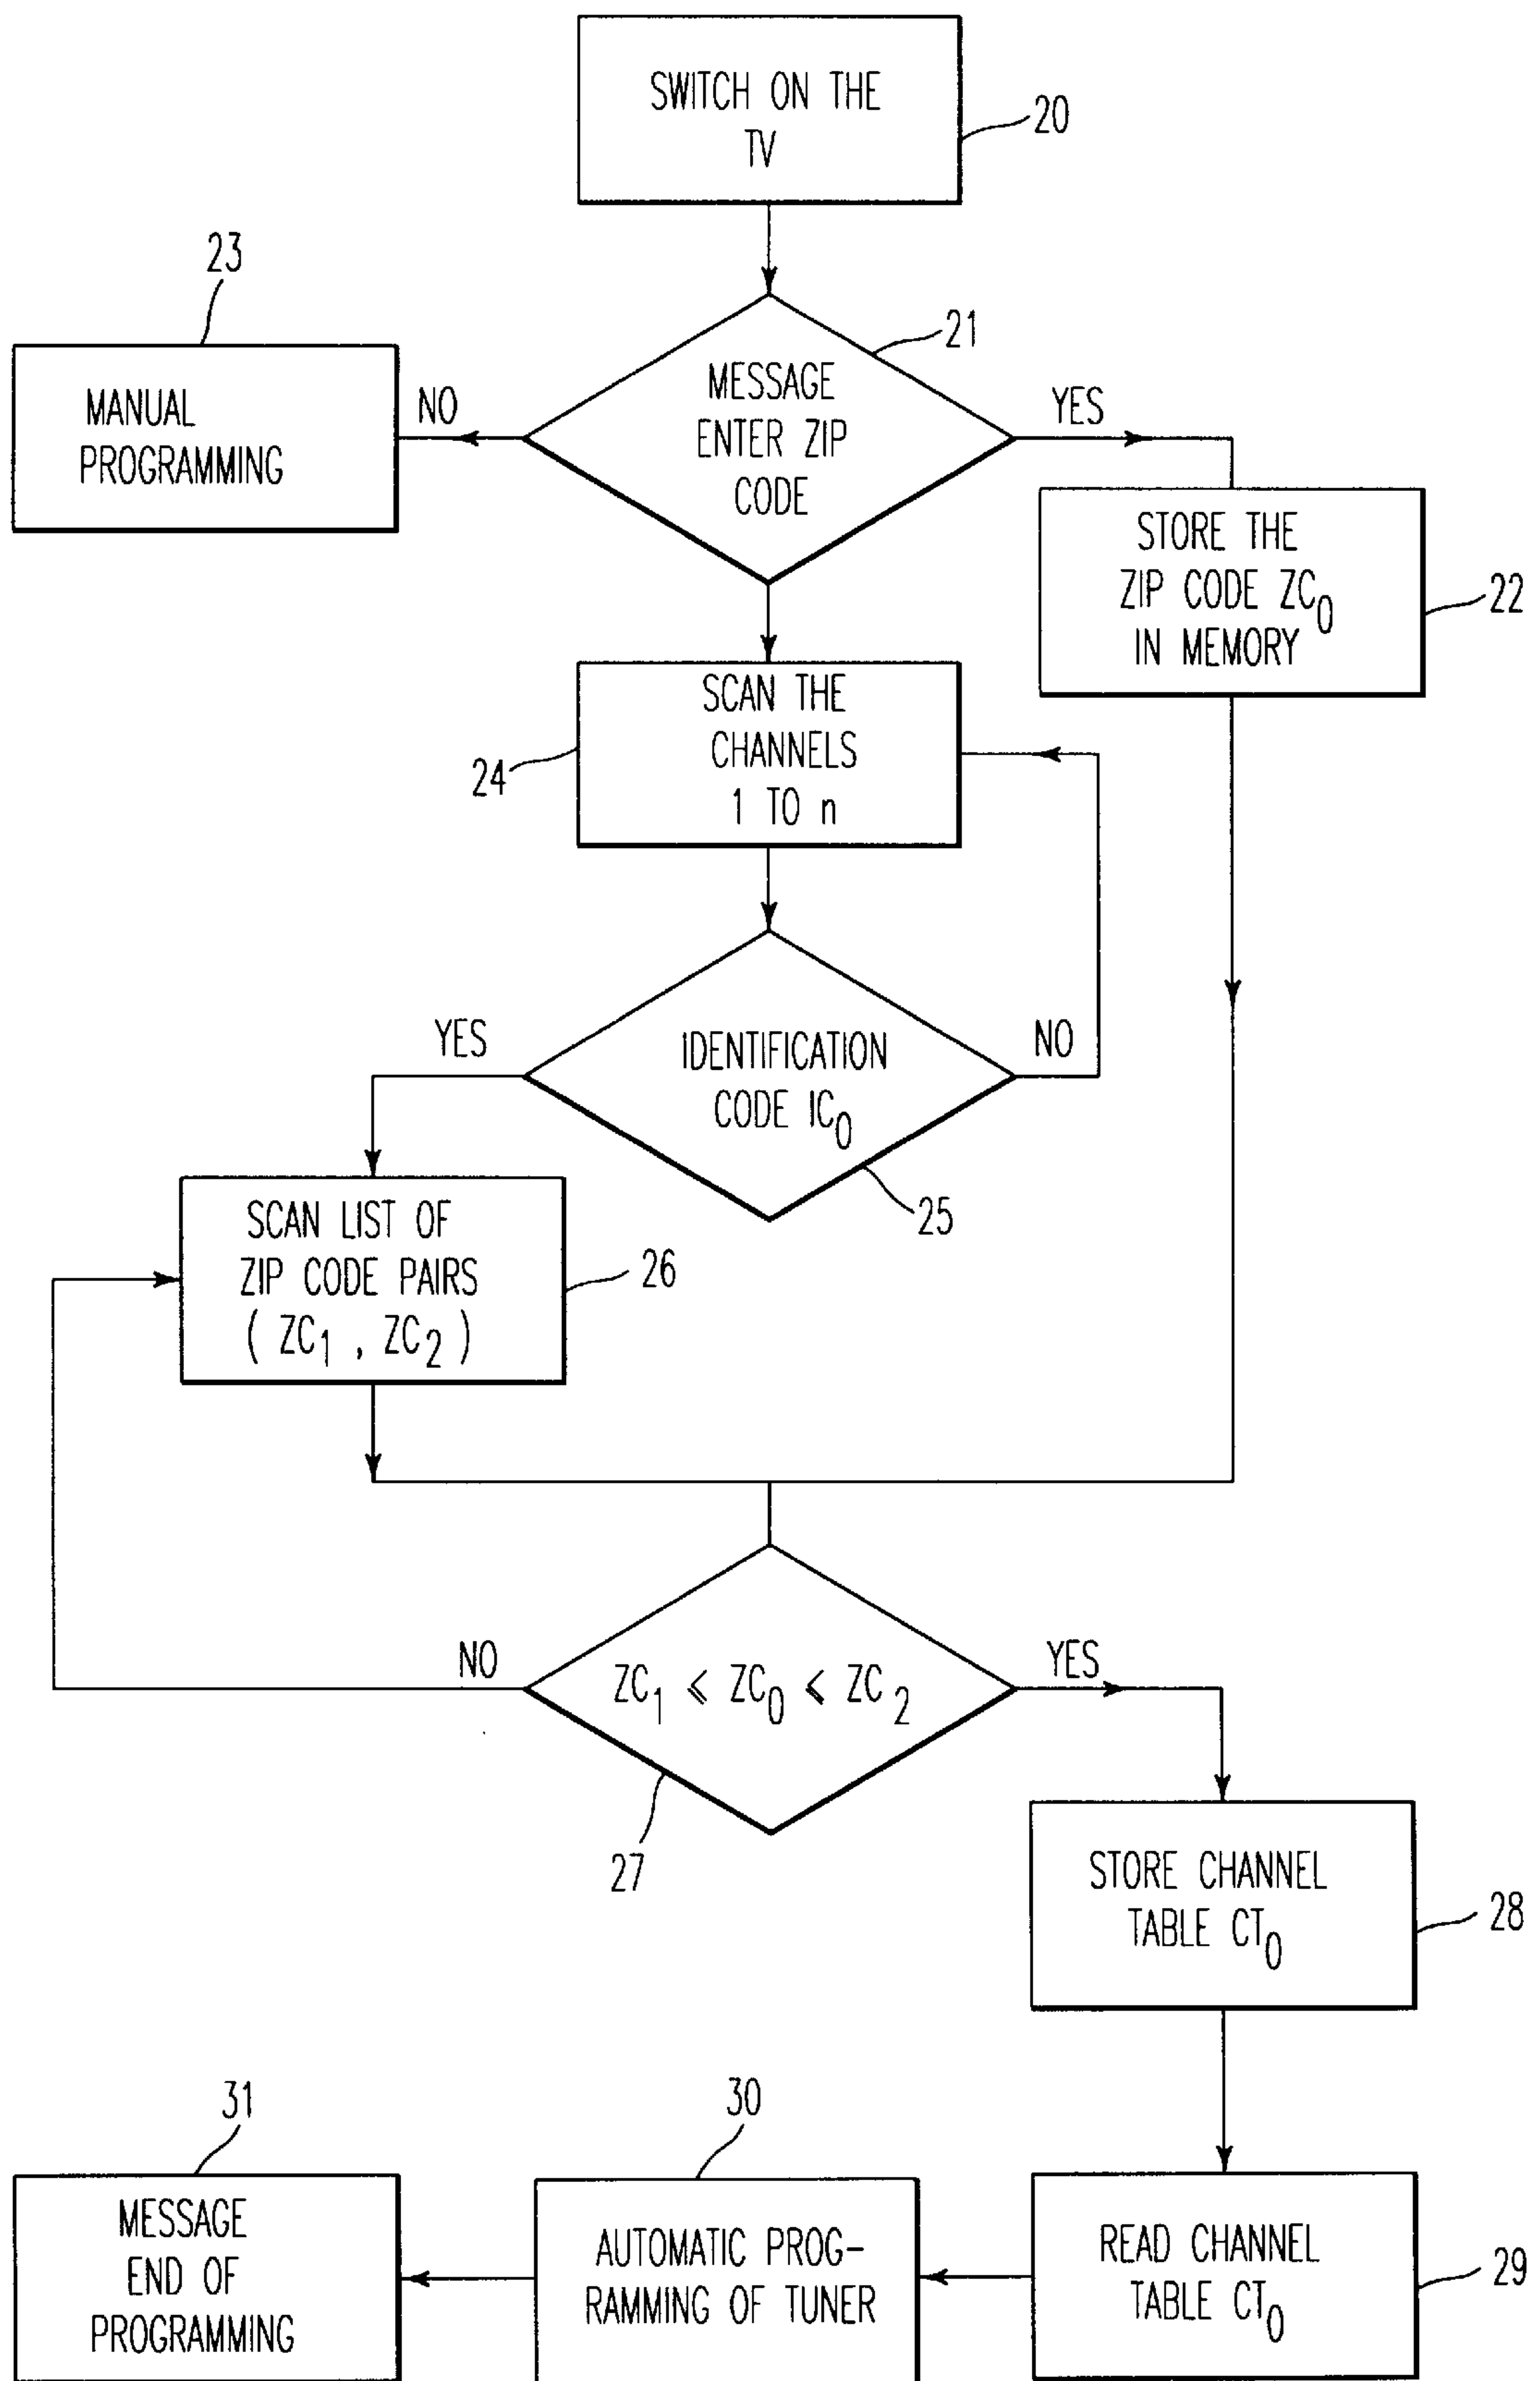 SWITCH ON THE
TV
20
23
21
MANUAL
PROGRAMMING
NO
MESSAGE
ENTER ZIP
CODE
YES
STORE THE
ZIP CODE ZC0
IN MEMORY
22
SCAN THE
CHANNELS
1 TO n
24
YES
IDENTIFICATION
CODE IC0
NO
25
SCAN LIST OF
ZIP CODE PAIRS
( ZC1 , ZC2 )
26
NO
ZC1 ⩽ ZC0 ⩽ ZC2
YES
27
STORE CHANNEL
TABLE CT0
28
31
30
MESSAGE
END OF
PROGRAMMING
AUTOMATIC PROG-
RAMMING OF TUNER
READ CHANNEL
TABLE CT0
29